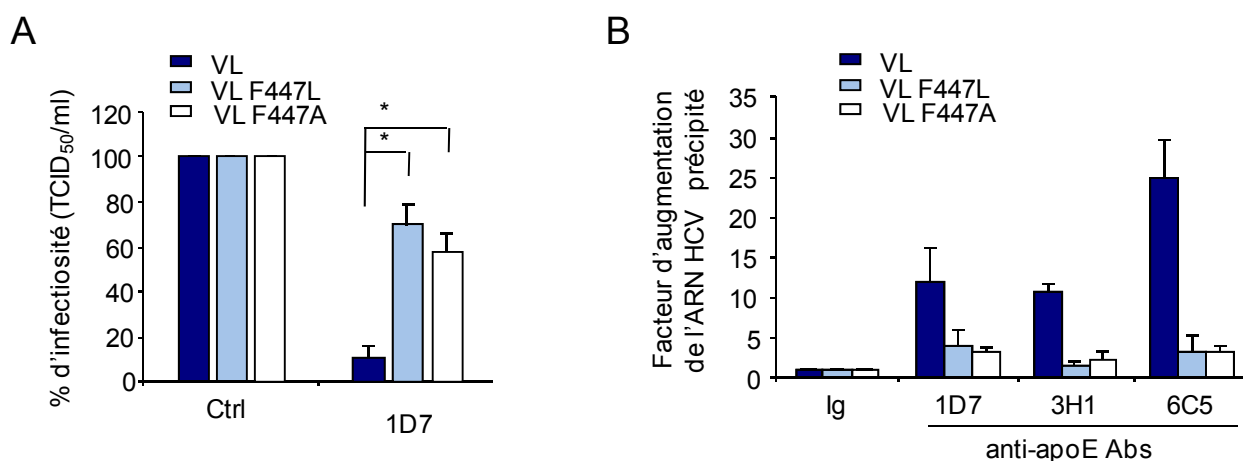 A
VL
VL F447L
VL F447A
% d'infectiosité (TCID50/ml)
120
100
80
60
40
20
0
*
*
Ctrl
1D7
B
VL
VL F447L
VL F447A
Facteur d'augmentation
de l'ARN HCV précipité
35
30
25
20
15
10
5
0
Ig
1D7
3H1
6C5
anti-apoE Abs